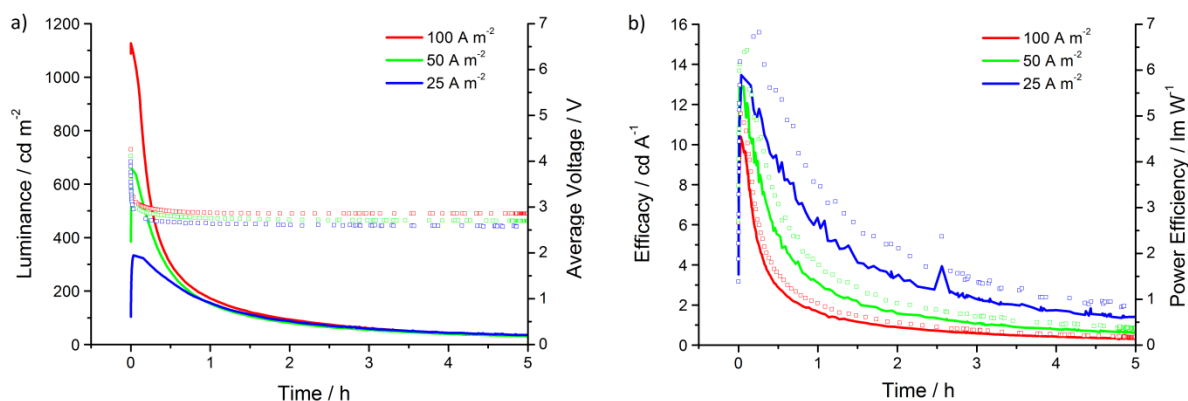 a)
1200
1000
800
600
400
200
0
Luminance / cd m⁻²
7
6
5
4
3
2
1
0
Average Voltage / V
100 A m⁻²
50 A m⁻²
25 A m⁻²
0 1 2 3 4 5
Time / h
b)
16
14
12
10
8
6
4
2
0
Efficacy / cd A⁻¹
7
6
5
4
3
2
1
0
Power Efficiency / lm W⁻¹
100 A m⁻²
50 A m⁻²
25 A m⁻²
0 1 2 3 4 5
Time / h